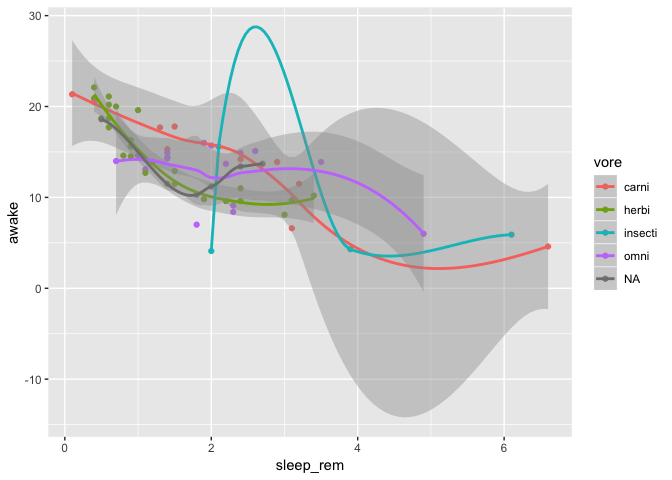 30
20
10
0
-10
awake
0 2 4 6
sleep_rem
vore
carni
herbi
insecti
omni
NA